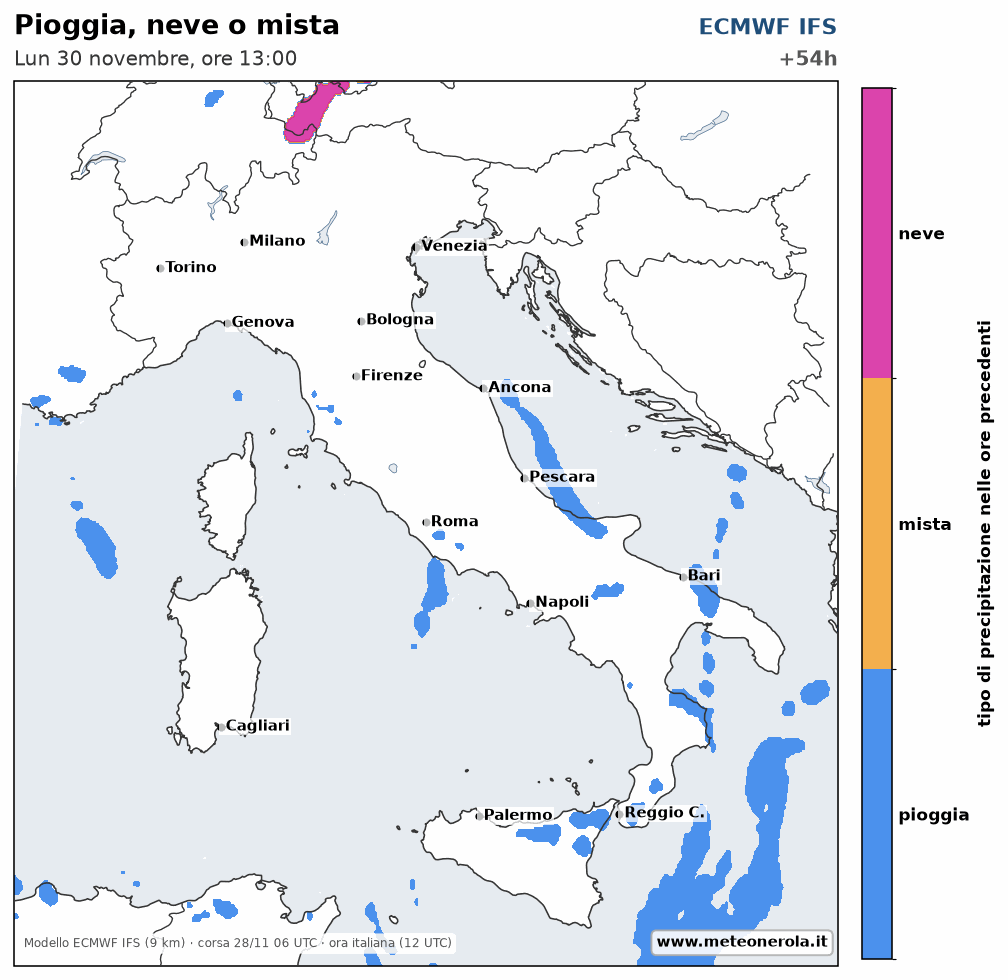 Pioggia, neve o mista
ECMWF IFS
Lun 30 novembre, ore 13:00
+54h
neve
mista
pioggia
tipo di precipitazione nelle ore precedenti
Milano
Venezia
Torino
Genova
Bologna
Firenze
Ancona
Pescara
Roma
Bari
Napoli
Cagliari
Palermo
Reggio C.
Modello ECMWF IFS (9 km) · corsa 28/11 06 UTC · ora italiana (12 UTC)
www.meteonerola.it